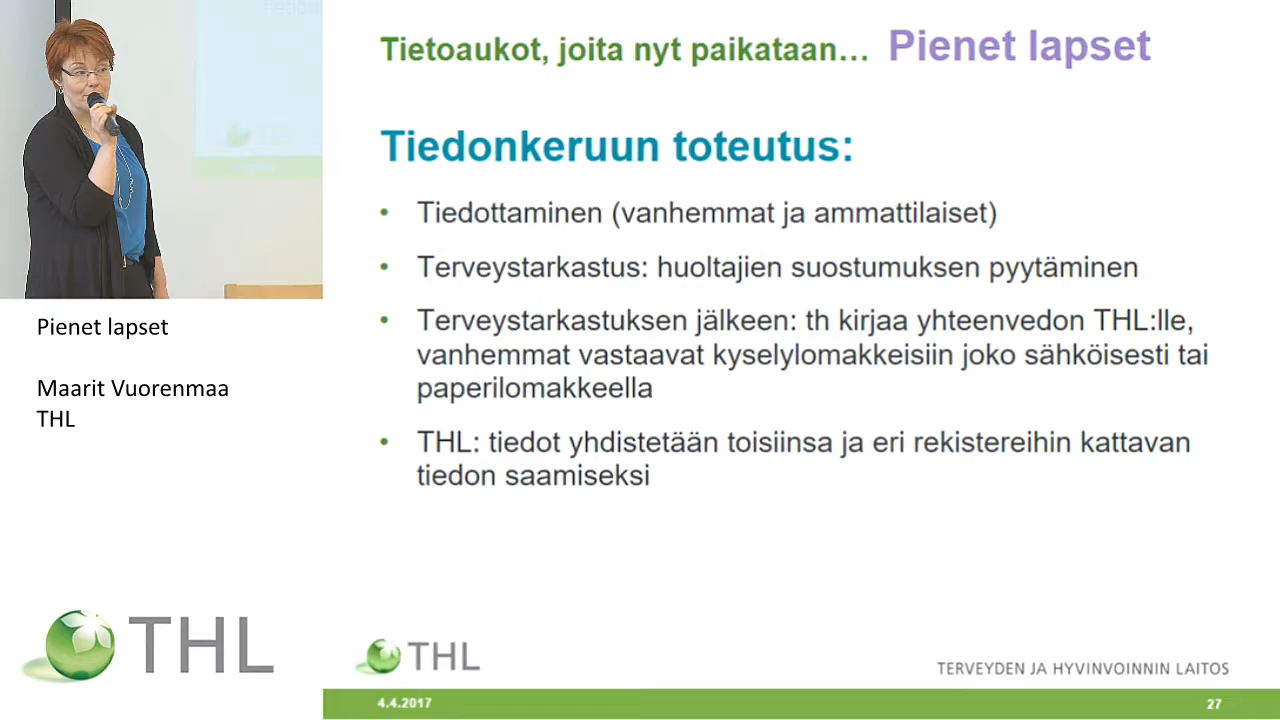 Tietoaukot, joita nyt paikataan… Pienet lapset
Tiedonkeruun toteutus:
• Tiedottaminen (vanhemmat ja ammattilaiset)
• Terveystarkastus: huoltajien suostumuksen pyytäminen
• Terveystarkastuksen jälkeen: th kirjaa yhteenvedon THL:lle,
vanhemmat vastaavat kyselylomakkeisiin joko sähköisesti tai
paperilomakkeella
• THL: tiedot yhdistetään toisiinsa ja eri rekistereihin kattavan
tiedon saamiseksi
Pienet lapset
Maarit Vuorenmaa
THL
THL
THL
TERVEYDEN JA HYVINVOINNIN LAITOS
4.4.2017
27